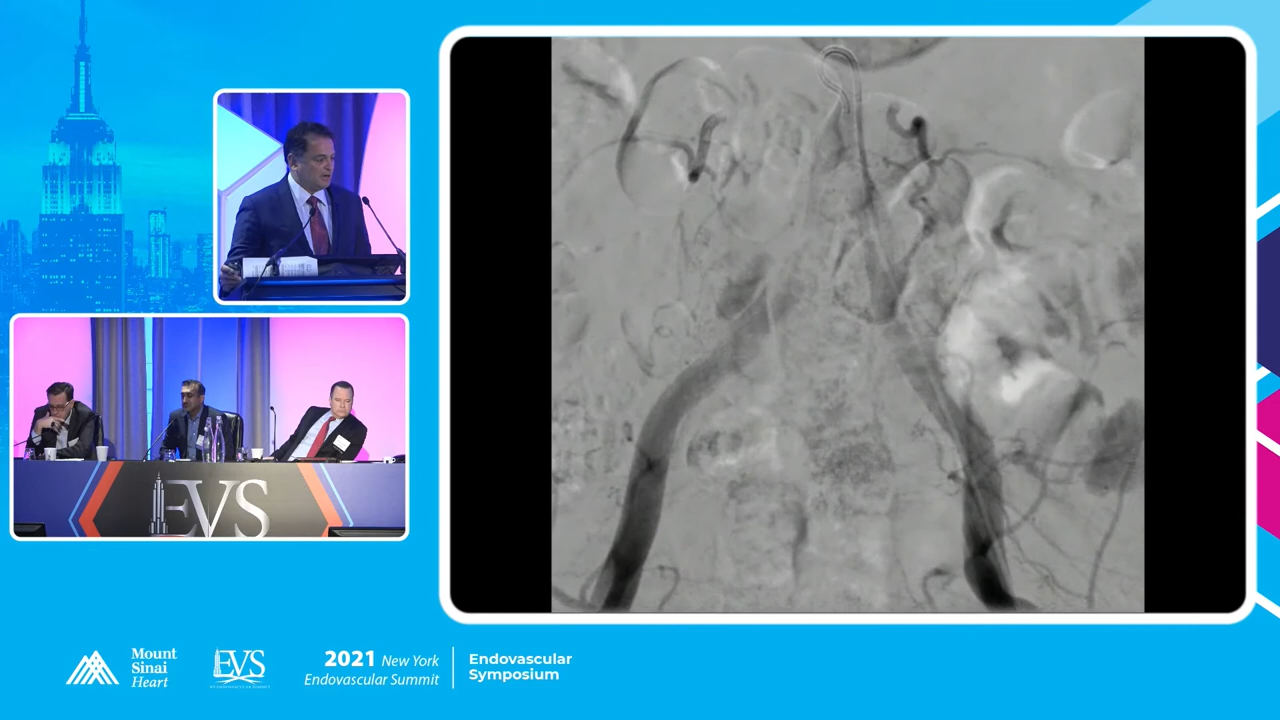 EVS
Mount
Sinai
Heart
EVS
2021 New York
Endovascular Summit
Endovascular
Symposium